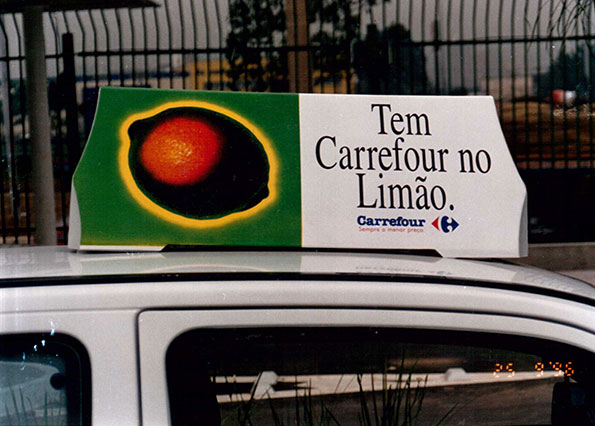 Tem
Carrefour no
Limão.
Carrefour
Sempre o menor preço
25 9'96